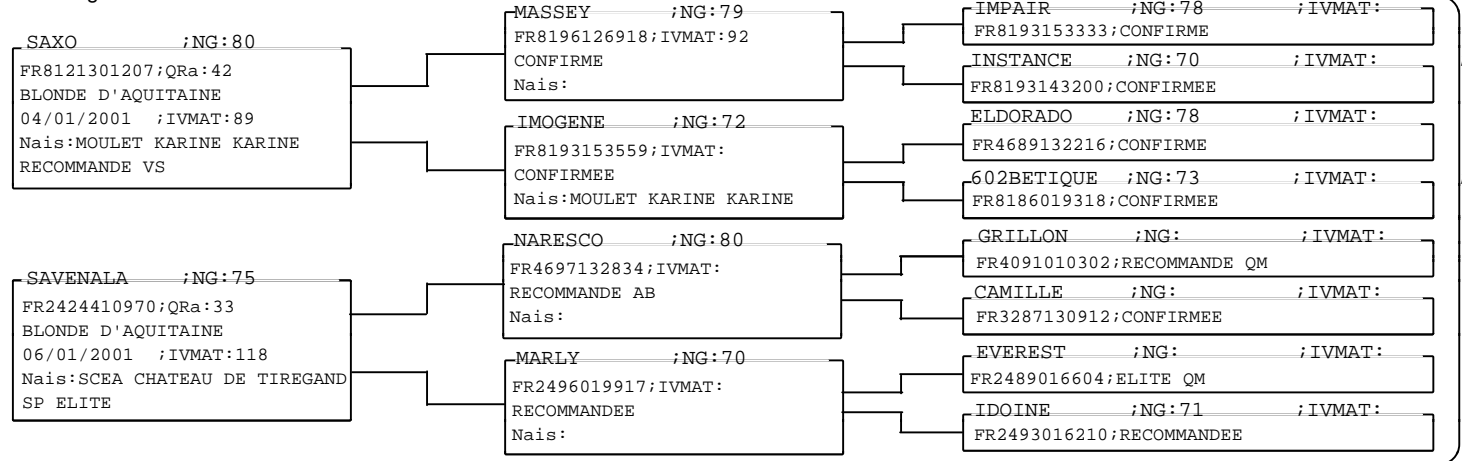 SAXO ;NG:80
FR8121301207;QRa:42
BLONDE D'AQUITAINE
04/01/2001 ;IVMAT:89
Nais:MOULET KARINE KARINE
RECOMMANDE VS
SAVENALA ;NG:75
FR2424410970;QRa:33
BLONDE D'AQUITAINE
06/01/2001 ;IVMAT:118
Nais:SCEA CHATEAU DE TIREGAND
SP ELITE
MASSEY ;NG:79
FR8196126918;IVMAT:92
CONFIRME
Nais:
IMOGENE ;NG:72
FR8193153559;IVMAT:
CONFIRMEE
Nais:MOULET KARINE KARINE
NARESCO ;NG:80
FR4697132834;IVMAT:
RECOMMANDE AB
Nais:
MARLY ;NG:70
FR2496019917;IVMAT:
RECOMMANDEE
Nais:
IMPAIR ;NG:78 ;IVMAT:
FR8193153333;CONFIRME
INSTANCE ;NG:70 ;IVMAT:
FR8193143200;CONFIRMEE
ELDORADO ;NG:78 ;IVMAT:
FR4689132216;CONFIRME
602BETIQUE ;NG:73 ;IVMAT:
FR8186019318;CONFIRMEE
GRILLON ;NG: ;IVMAT:
FR4091010302;RECOMMANDE QM
CAMILLE ;NG: ;IVMAT:
FR3287130912;CONFIRMEE
EVEREST ;NG: ;IVMAT:
FR2489016604;ELITE QM
IDOINE ;NG:71 ;IVMAT:
FR2493016210;RECOMMANDEE